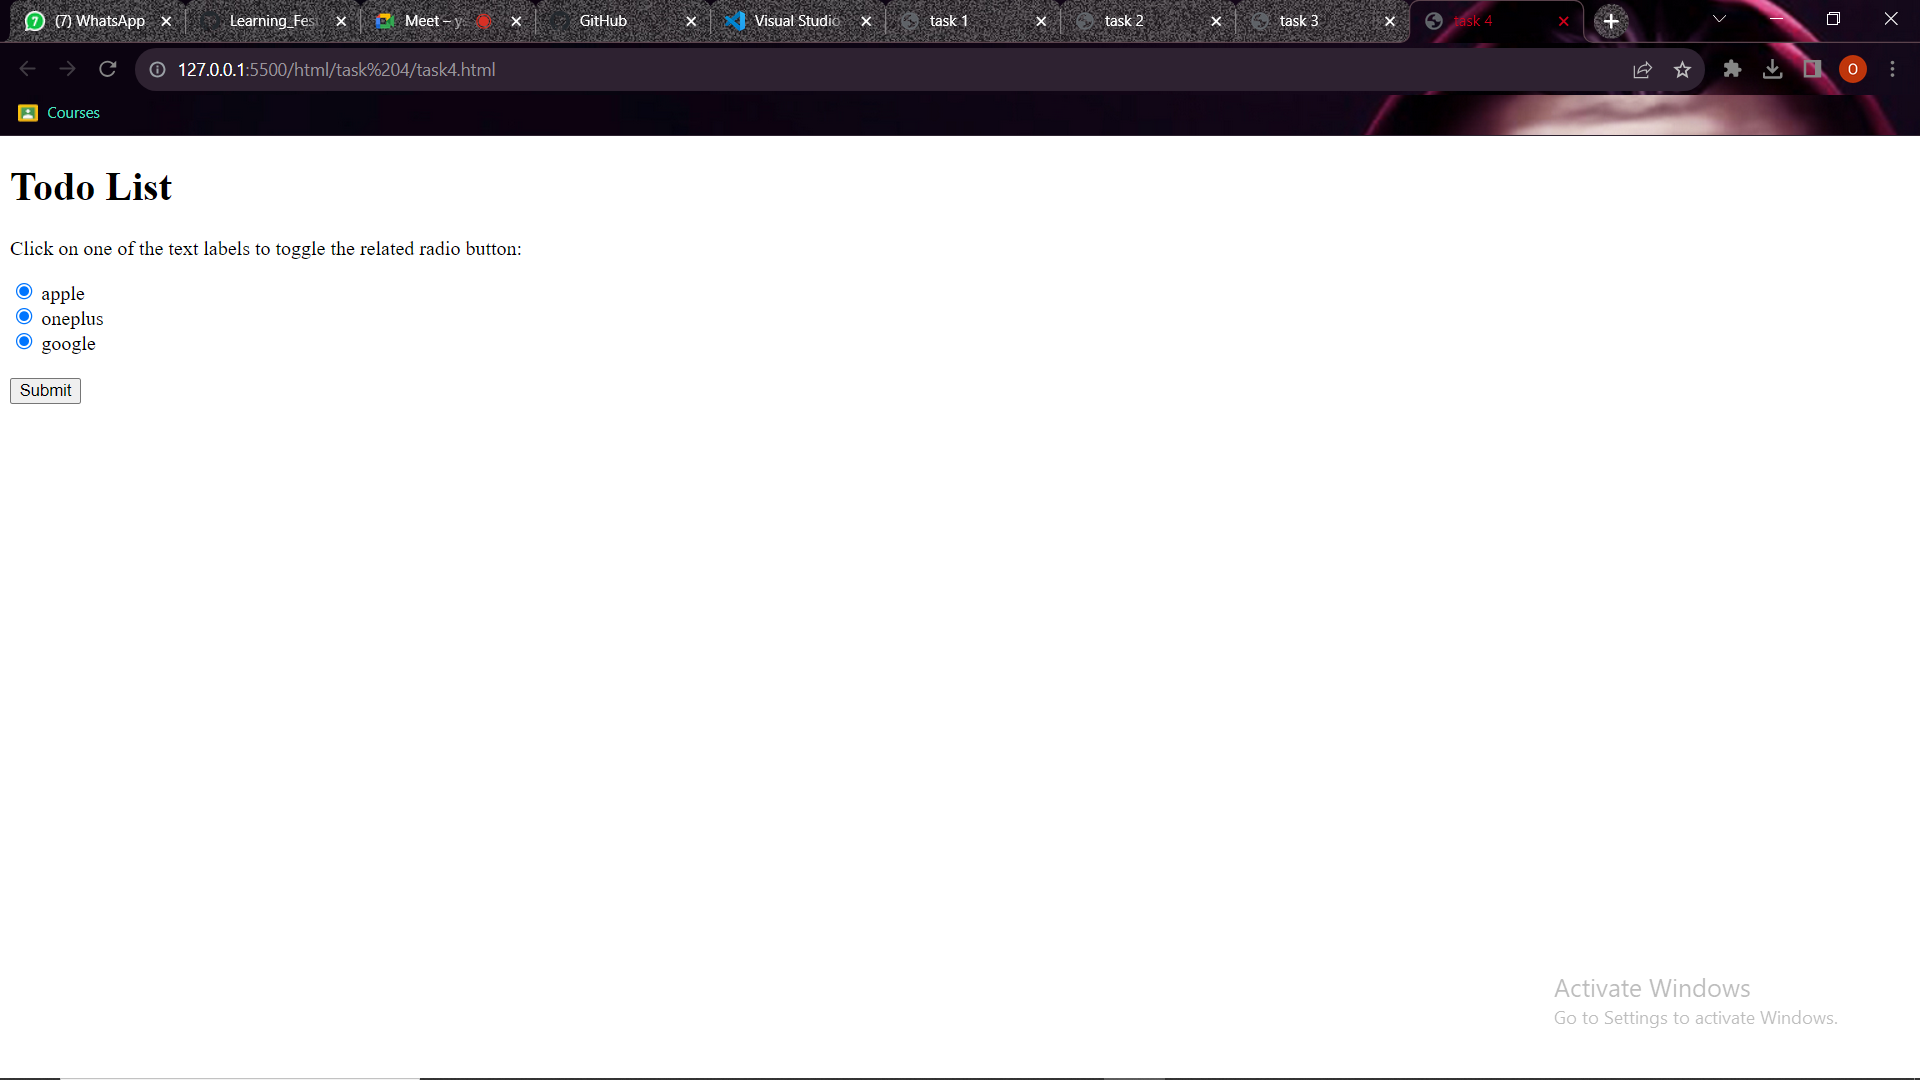 (7) WhatsApp
Learning_Fes
Meet – y
GitHub
Visual Studio
task 1
task 2
task 3
task 4
127.0.0.1:5500/html/task%204/task4.html
O
Courses
Todo List
Click on one of the text labels to toggle the related radio button:
apple
oneplus
google
Submit
Activate Windows
Go to Settings to activate Windows.